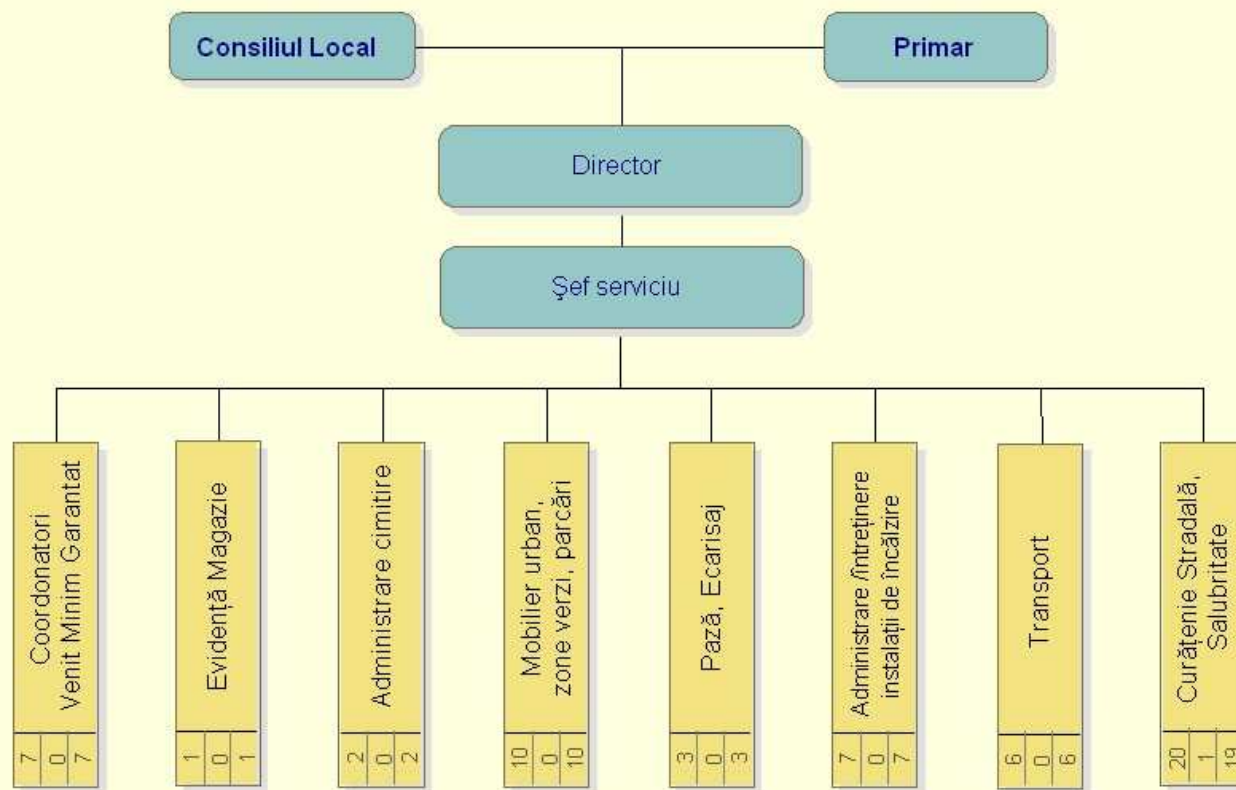 Consiliul Local
Primar
Director
Şef serviciu
Coordonatori
Venit Minim Garantat
7
0
7
Evidență Magazie
1
0
1
Administrare cimitire
2
0
2
Mobilier urban,
zone verzi, parcări
10
0
10
Pază, Ecarisaj
3
0
3
Administrare /întreținere
instalații de încălzire
7
0
7
Transport
6
0
6
Curățenie Stradală,
Salubritate
20
1
19